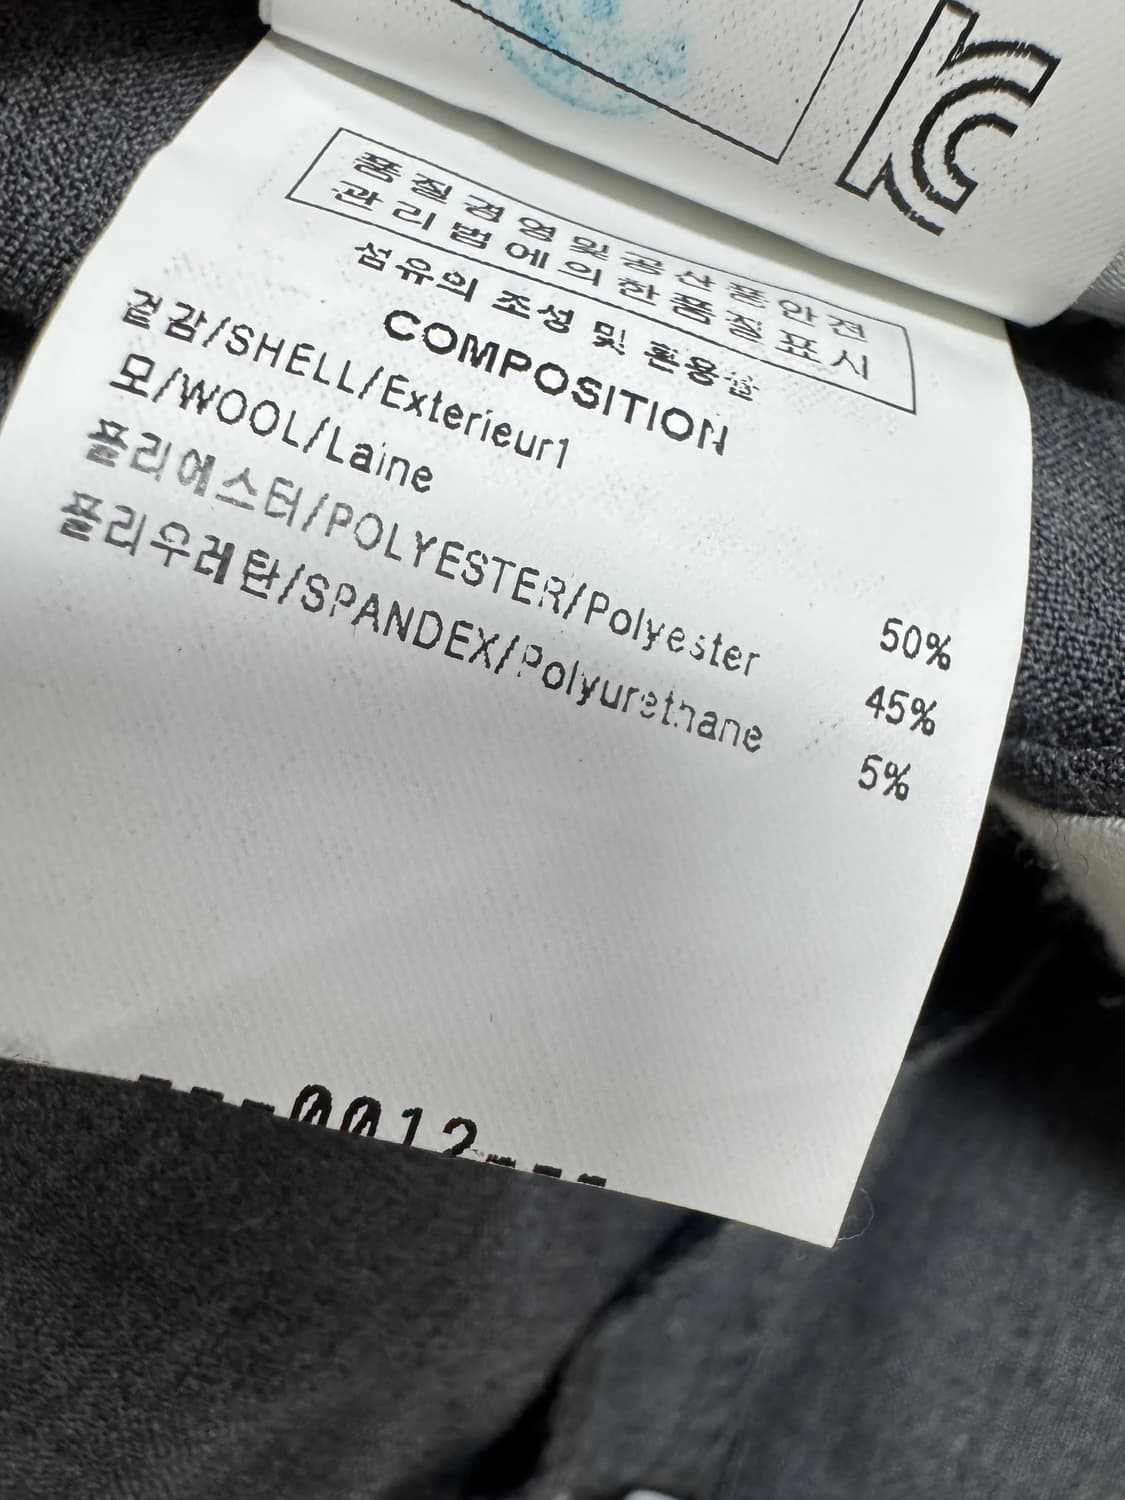 품질경영및공산품안전
관리법에의한품질표시
섬유의 조성 및 혼용율
COMPOSITION
겉감/SHELL/Exterieur1
모/WOOL/Laine 50%
폴리에스터/POLYESTER/Polyester 45%
폴리우레탄/SPANDEX/Polyurethane 5%
---0012---